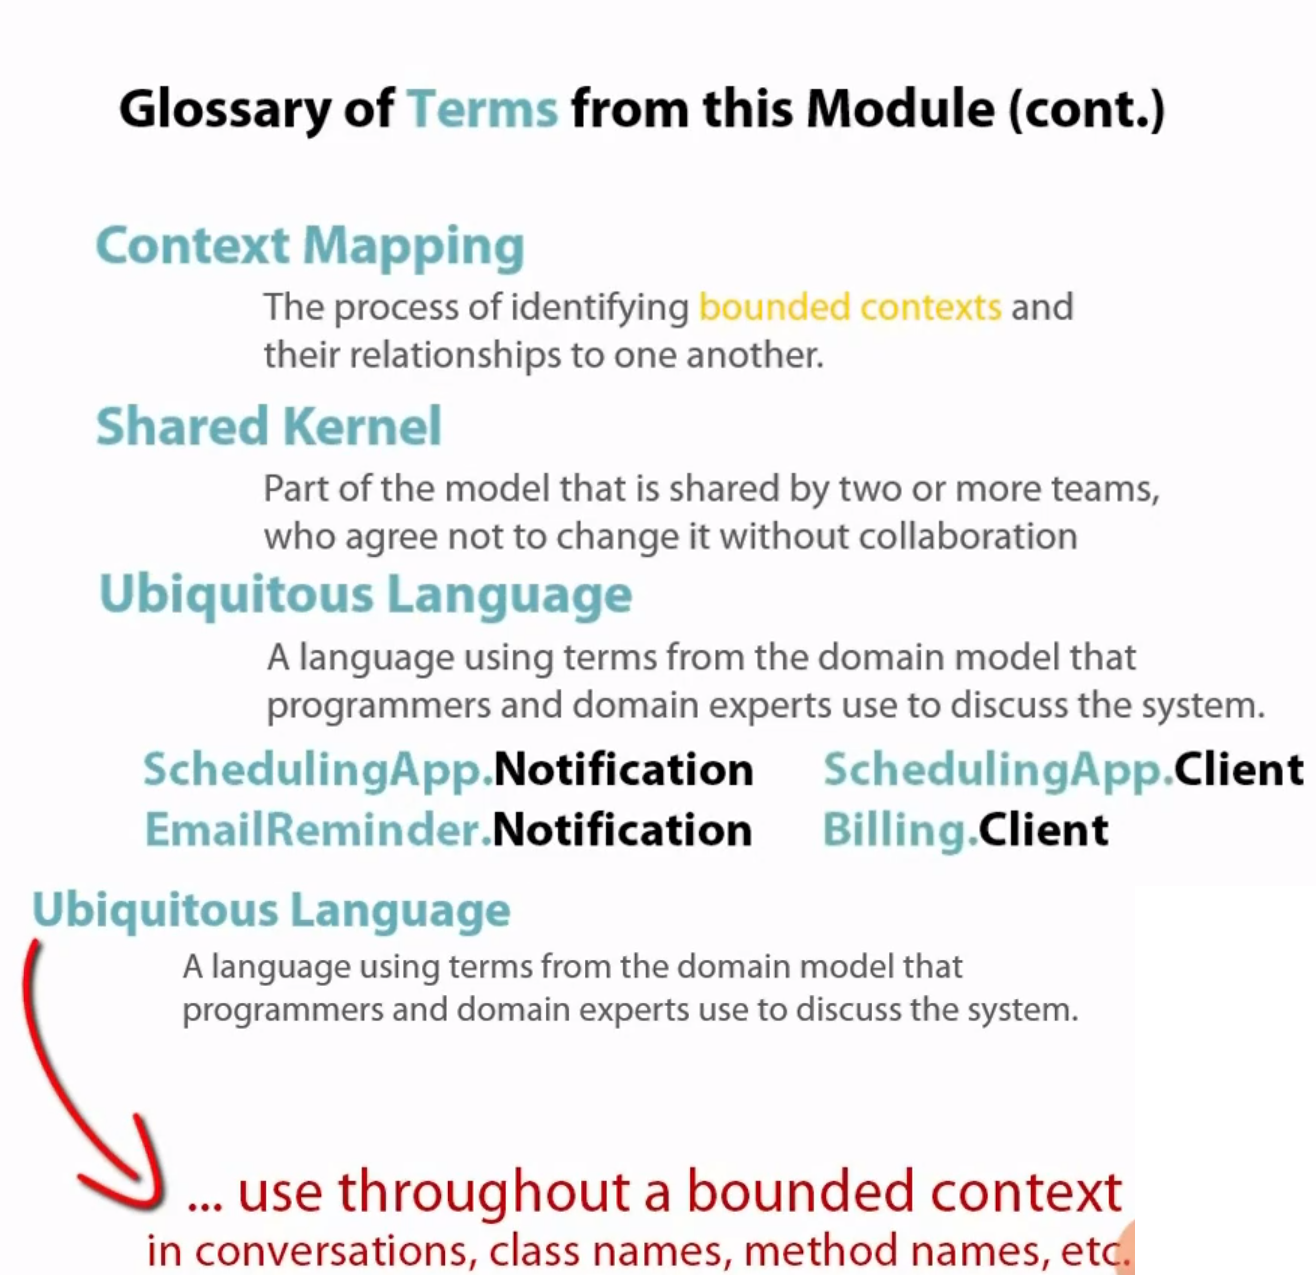 Glossary of Terms from this Module (cont.)
Context Mapping
The process of identifying bounded contexts and
their relationships to one another.
Shared Kernel
Part of the model that is shared by two or more teams,
who agree not to change it without collaboration
Ubiquitous Language
A language using terms from the domain model that
programmers and domain experts use to discuss the system.
SchedulingApp.Notification SchedulingApp.Client
EmailReminder.Notification Billing.Client
Ubiquitous Language
A language using terms from the domain model that
programmers and domain experts use to discuss the system.
... use throughout a bounded context
in conversations, class names, method names, etc.